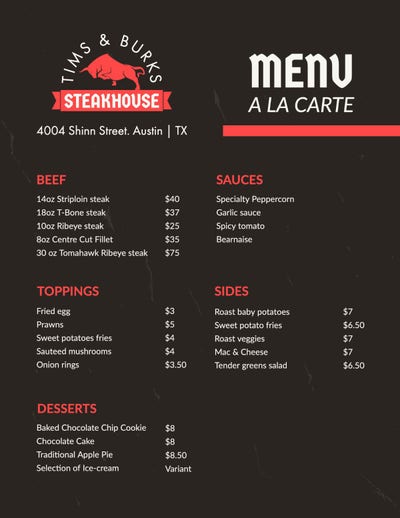 TIMS & BURKS
STEAKHOUSE
4004 Shinn Street. Austin | TX
MENU
A LA CARTE
BEEF
14oz Striploin steak $40
18oz T-Bone steak $37
10oz Ribeye steak $25
8oz Centre Cut Fillet $35
30 oz Tomahawk Ribeye steak $75
SAUCES
Specialty Peppercorn
Garlic sauce
Spicy tomato
Bearnaise
TOPPINGS
Fried egg $3
Prawns $5
Sweet potatoes fries $4
Sauteed mushrooms $4
Onion rings $3.50
SIDES
Roast baby potatoes $7
Sweet potato fries $6.50
Roast veggies $7
Mac & Cheese $7
Tender greens salad $6.50
DESSERTS
Baked Chocolate Chip Cookie $8
Chocolate Cake $8
Traditional Apple Pie $8.50
Selection of Ice-cream Variant